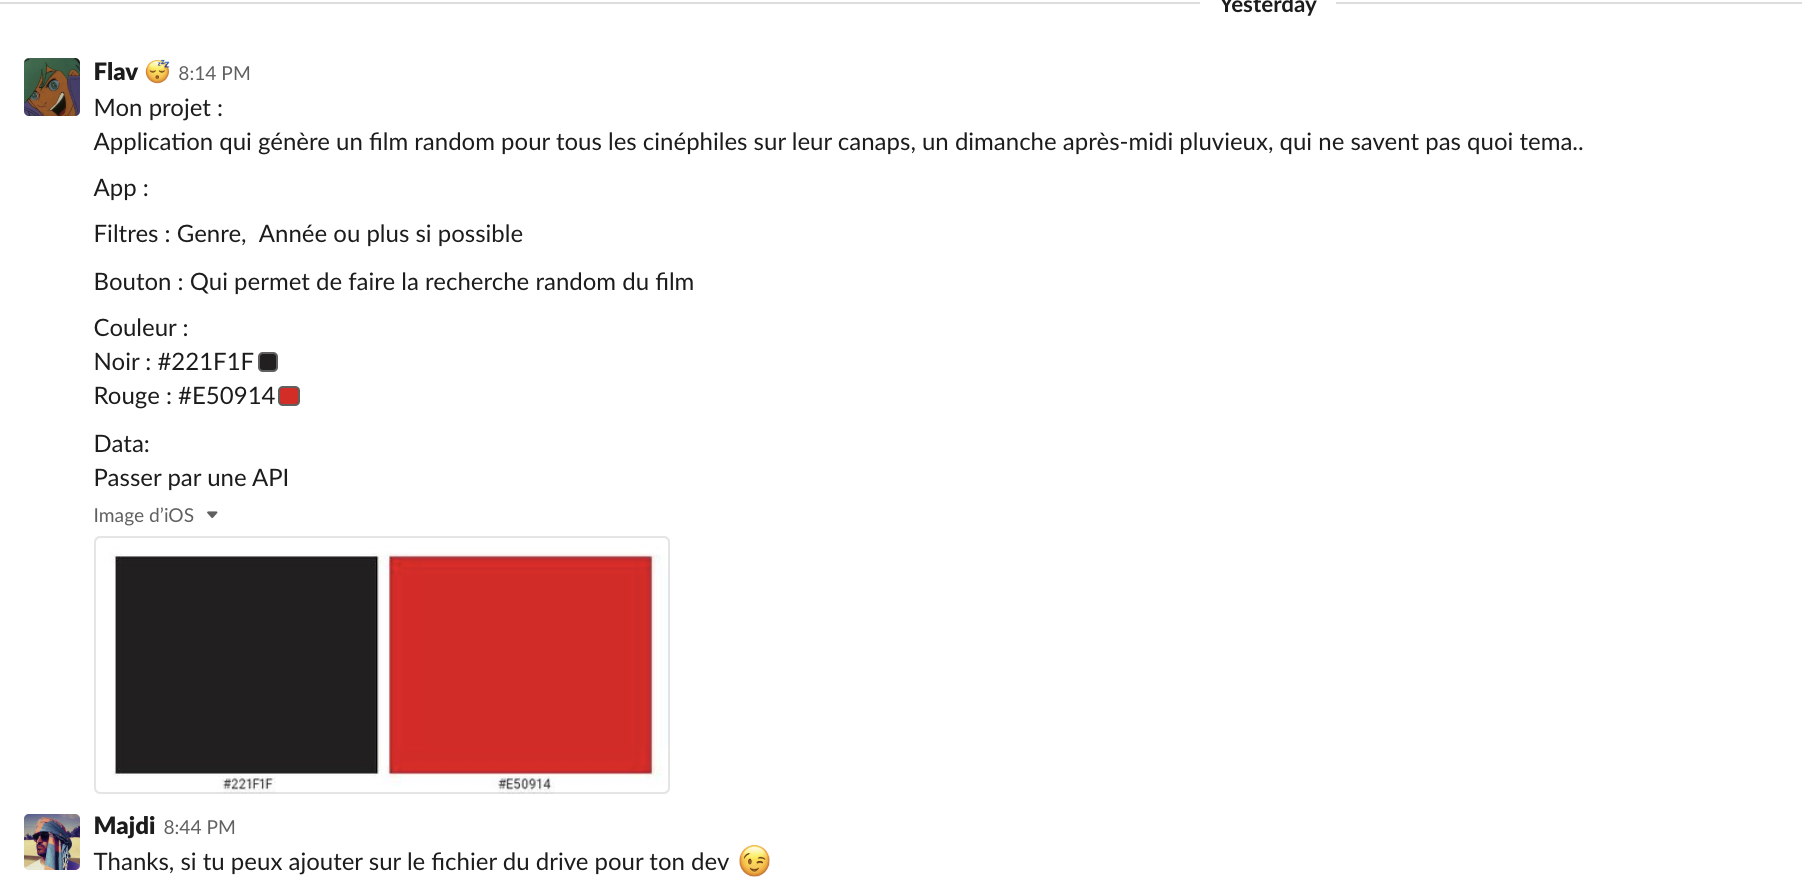 Yesterday
Flav 😴 8:14 PM
Mon projet :
Application qui génère un film random pour tous les cinéphiles sur leur canaps, un dimanche après-midi pluvieux, qui ne savent pas quoi tema..
App :
Filtres : Genre,  Année ou plus si possible
Bouton : Qui permet de faire la recherche random du film
Couleur :
Noir : #221F1F
Rouge : #E50914
Data:
Passer par une API
Image d’iOS
#221F1F #E50914
Majdi 8:44 PM
Thanks, si tu peux ajouter sur le fichier du drive pour ton dev 😉